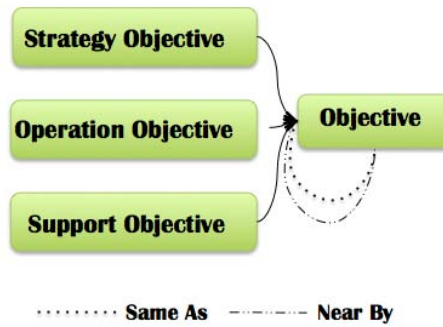 Strategy Objective
Operation Objective
Objective
Support Objective
Same As
Near By